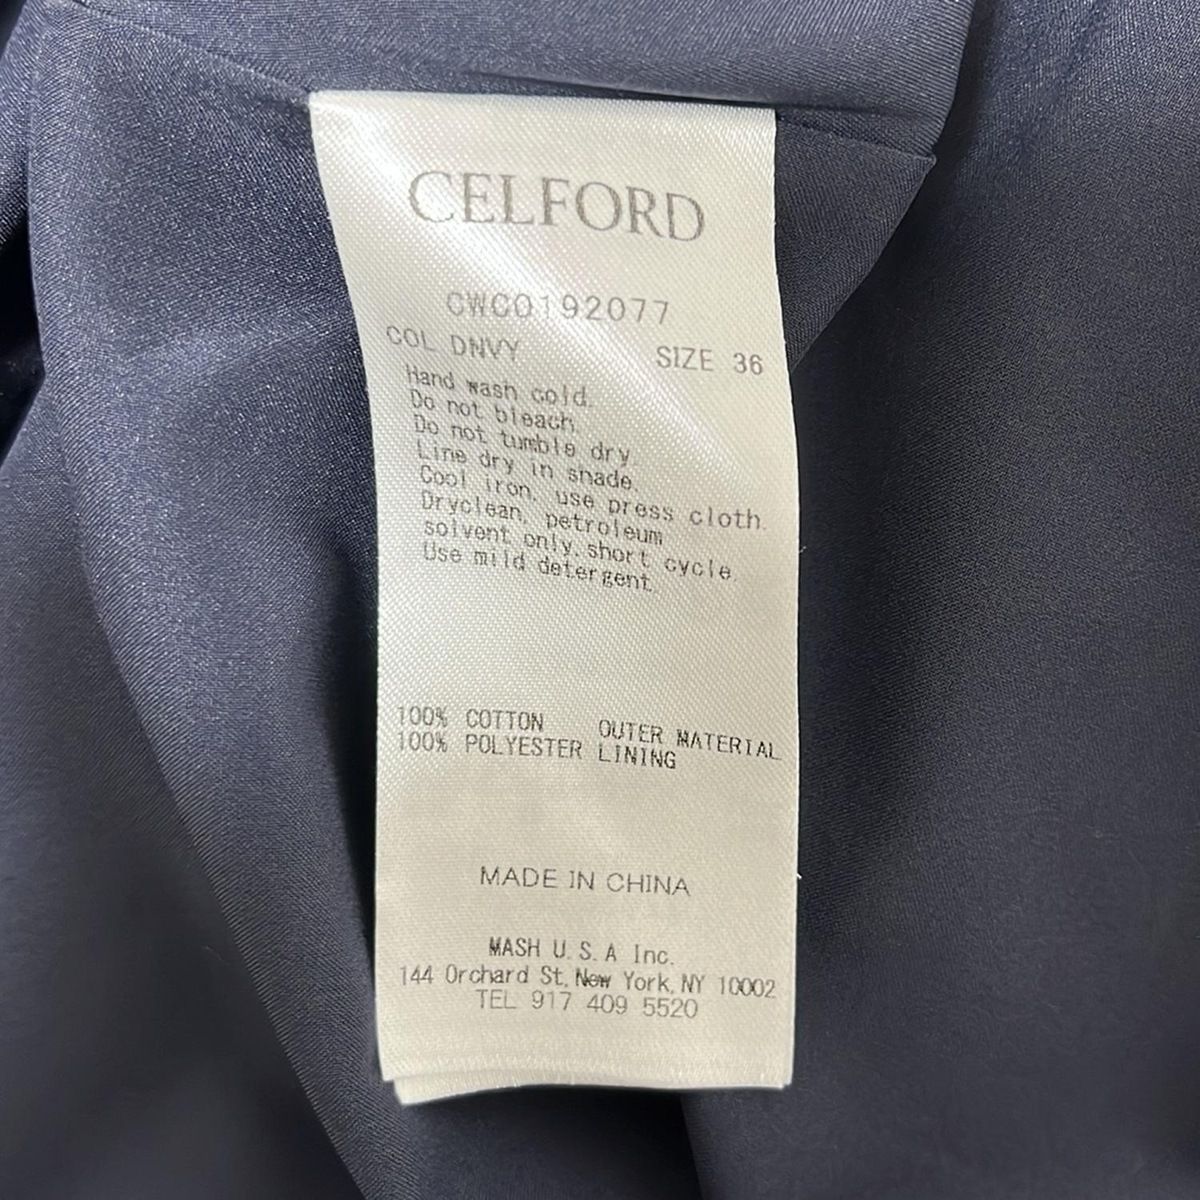 CELFORD
CWC0192077
COL DNVY SIZE 36
Hand wash cold.
Do not bleach.
Do not tumble dry.
Line dry in shade.
Cool iron, use press cloth.
Dryclean, petroleum
solvent only, short cycle.
Use mild detergent.
100% COTTON OUTER MATERIAL
100% POLYESTER LINING
MADE IN CHINA
MASH U.S.A Inc.
144 Orchard St, New York, NY 10002
TEL 917 409 5520